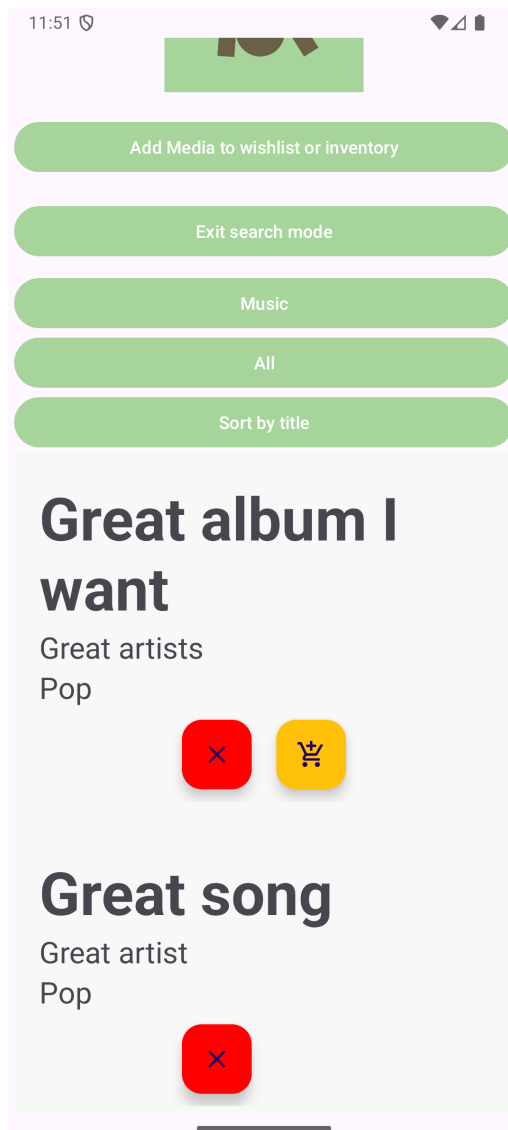 11:51
Add Media to wishlist or inventory
Exit search mode
Music
All
Sort by title
Great album I
want
Great artists
Pop
Great song
Great artist
Pop